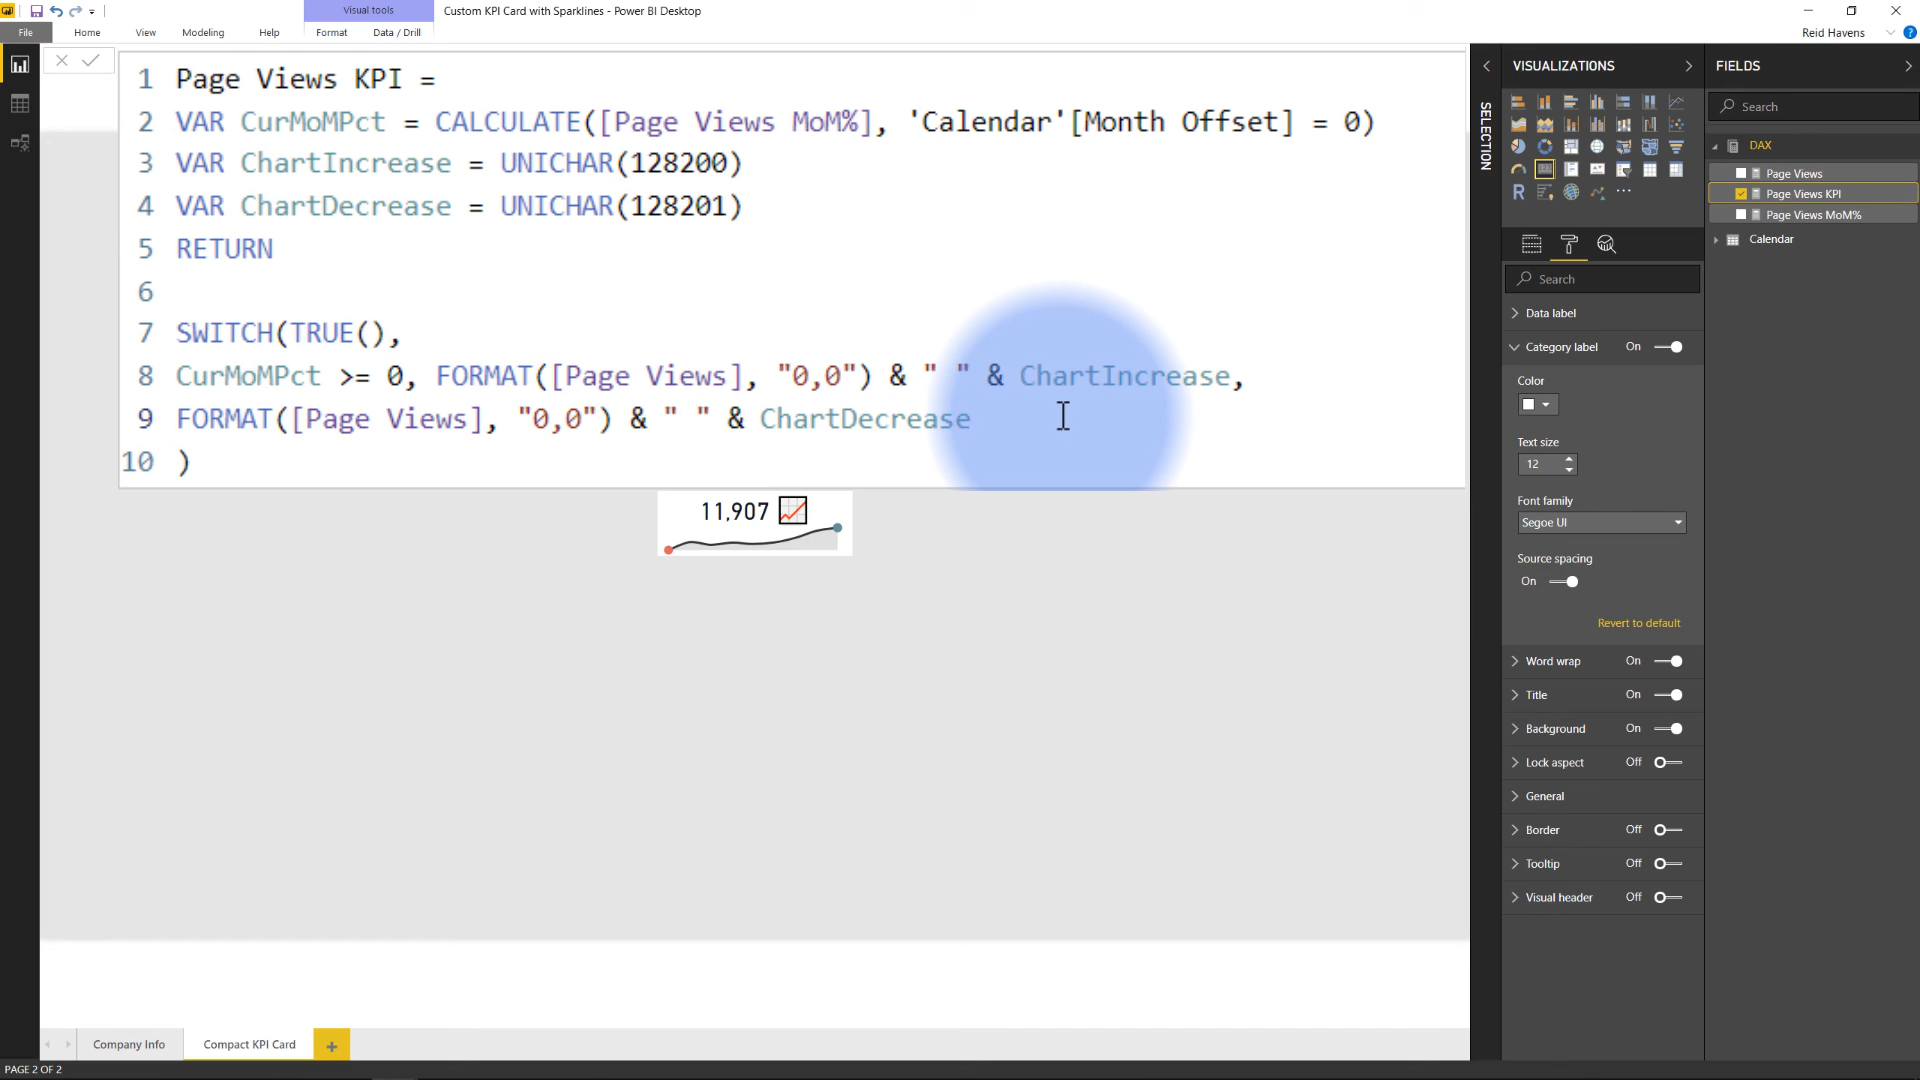 Visual tools
Custom KPI Card with Sparklines - Power BI Desktop
File
Home
View
Modeling
Help
Format
Data / Drill
Reid Havens
?
1 Page Views KPI =
2 VAR CurMoMPct = CALCULATE([Page Views MoM%], 'Calendar'[Month Offset] = 0)
3 VAR ChartIncrease = UNICHAR(128200)
4 VAR ChartDecrease = UNICHAR(128201)
5 RETURN
6
7 SWITCH(TRUE(),
8 CurMoMPct >= 0, FORMAT([Page Views], "0,0") & " " & ChartIncrease,
9 FORMAT([Page Views], "0,0") & " " & ChartDecrease
10 )
11,907
SELECTION
VISUALIZATIONS
R
Search
Data label
Category label On
Color
Text size
12
Font family
Segoe UI
Source spacing
On
Revert to default
Word wrap On
Title On
Background On
Lock aspect Off
General
Border Off
Tooltip Off
Visual header Off
FIELDS
Search
DAX
Page Views
Page Views KPI
Page Views MoM%
Calendar
Company Info
Compact KPI Card
+
PAGE 2 OF 2